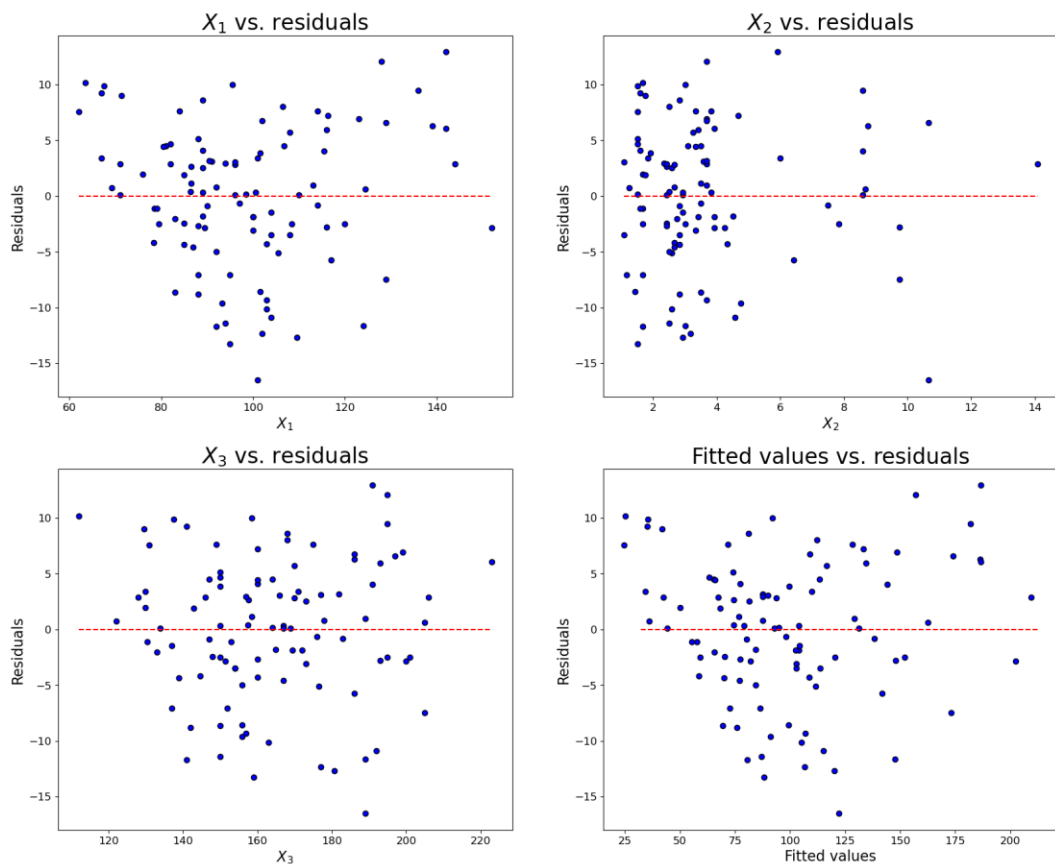 X₁ vs. residuals
Residuals
10
5
0
−5
−10
−15
60 80 100 120 140
X₁
X₂ vs. residuals
Residuals
10
5
0
−5
−10
−15
2 4 6 8 10 12 14
X₂
X₃ vs. residuals
Residuals
10
5
0
−5
−10
−15
120 140 160 180 200 220
X₃
Fitted values vs. residuals
Residuals
10
5
0
−5
−10
−15
25 50 75 100 125 150 175 200
Fitted values